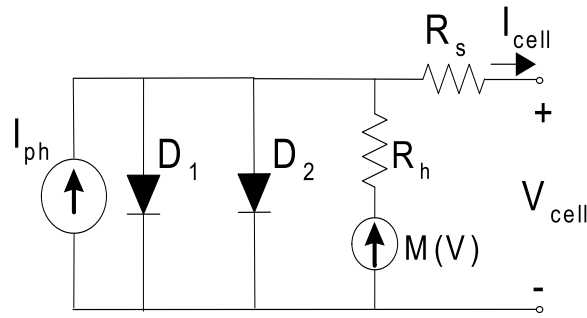 R_s
I_cell
+
I_ph
D_1
D_2
R_h
V_cell
M(V)
-